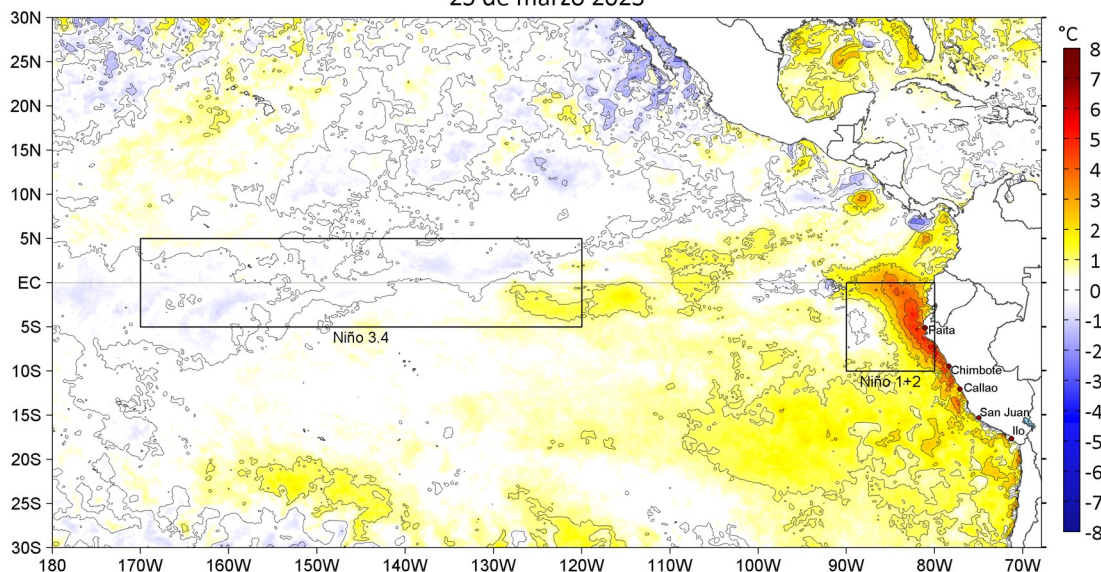 de marzo
°C
30N
25N
20N
15N
10N
5N
EC
5S
10S
15S
20S
25S
30S
Niño 3.4
Niño 1+2
Paita
Chimbote
Callao
San Juan
Ilo
180 170W 160W 150W 140W 130W 120W 110W 100W 90W 80W 70W
8
7
6
5
4
3
2
1
0
-1
-2
-3
-4
-5
-6
-7
-8